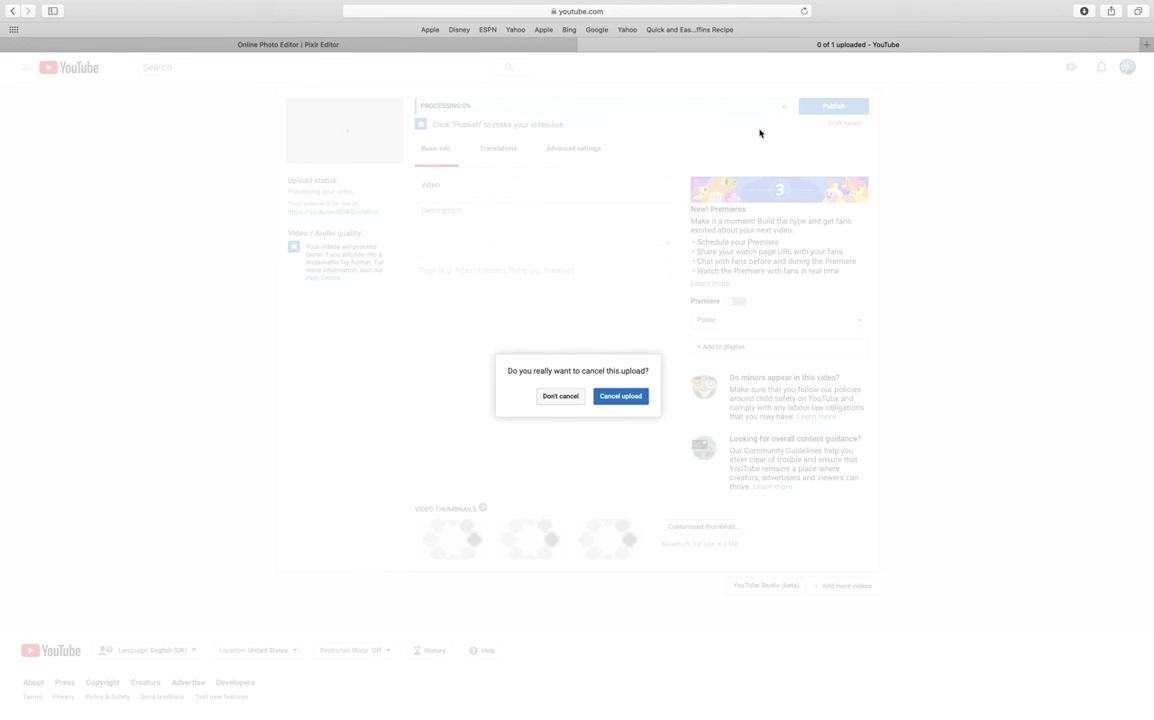 youtube.com
Apple Disney ESPN Yahoo Apple Bing Google Yahoo Quick and Eas...ffins Recipe
Online Photo Editor | Pixlr Editor
0 of 1 uploaded - YouTube
YouTube
Search
PROCESSING 0%
Publish
Click "Publish" to make your video live.
Draft saved.
Basic info
Translations
Advanced settings
Upload status:
Processing your video.
Your video will be live at:
Video / Audio quality:
Your videos will process
faster if you encode into a
streamable file format. For
more information, visit our
Help Centre.
video
Description
Tags (e.g. Albert Einstein, flying pig, mashup)
3
New! Premieres
Make it a moment! Build the hype and get fans
excited about your next video.
• Schedule your Premiere
• Share your watch page URL with your fans
• Chat with fans before and during the Premiere
• Watch the Premiere with fans in real time
Learn more
Premiere
Public
+ Add to playlist
Do you really want to cancel this upload?
Don't cancel
Cancel upload
Do minors appear in this video?
Make sure that you follow our policies
around child safety on YouTube and
comply with any labour law obligations
that you may have. Learn more
Looking for overall content guidance?
Our Community Guidelines help you
steer clear of trouble and ensure that
YouTube remains a place where
creators, advertisers and viewers can
thrive. Learn more
VIDEO THUMBNAILS ?
Customised thumbnail...
Maximum file size is 2 MB.
YouTube Studio (beta)
+ Add more videos
YouTube
Language: English (UK)
Location: United States
Restricted Mode: Off
History
Help
About Press Copyright Creators Advertise Developers
Terms Privacy Policy & Safety Send feedback Test new features